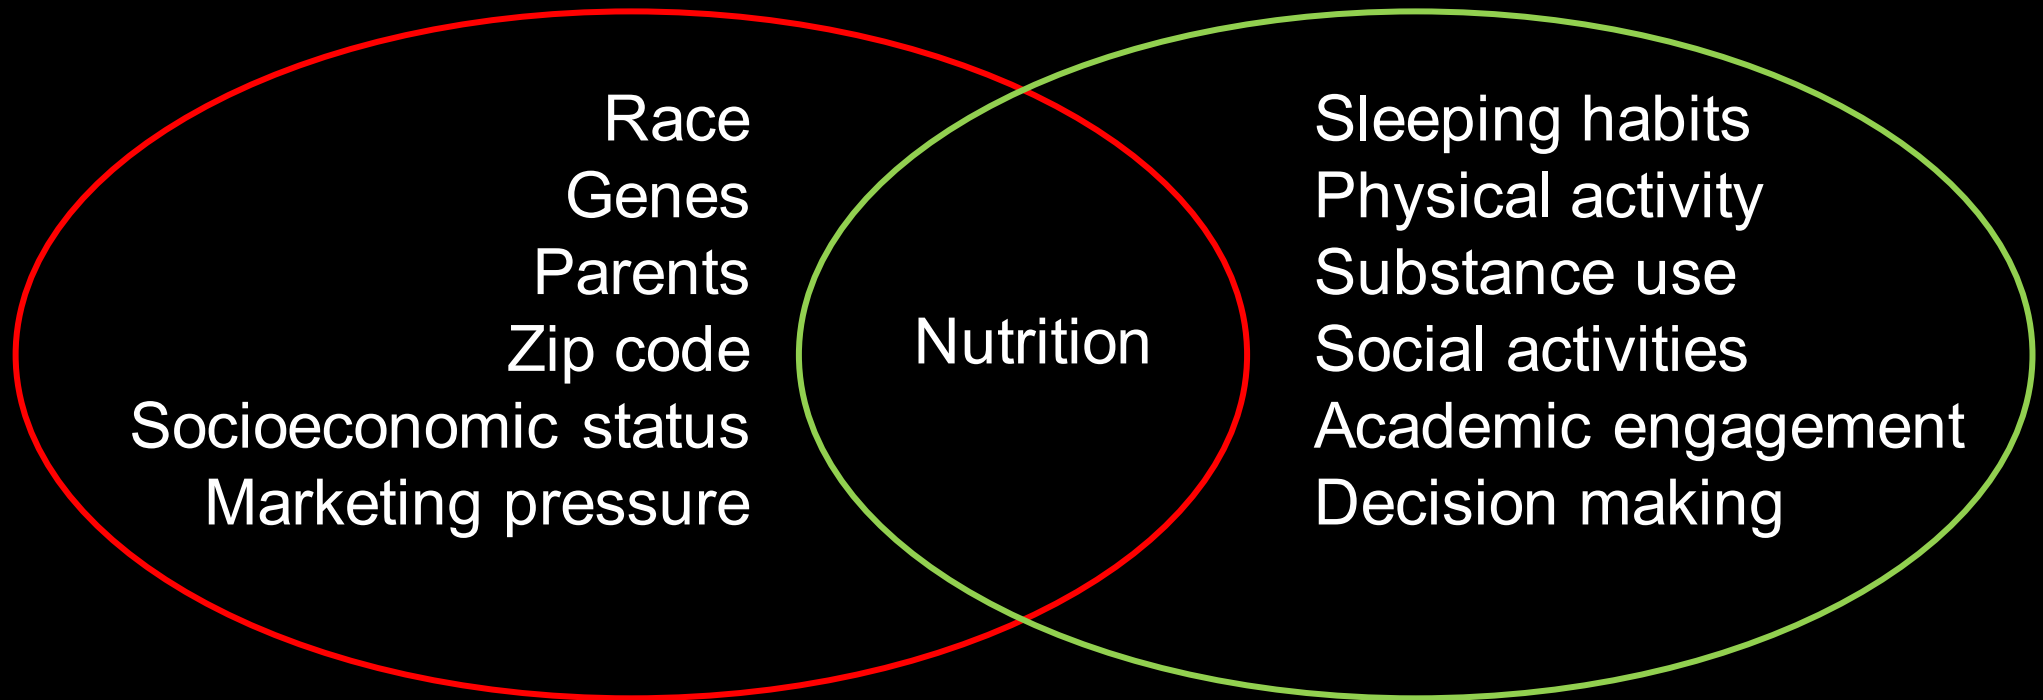 Race
Genes
Parents
Zip code
Socioeconomic status
Marketing pressure
Nutrition
Sleeping habits
Physical activity
Substance use
Social activities
Academic engagement
Decision making